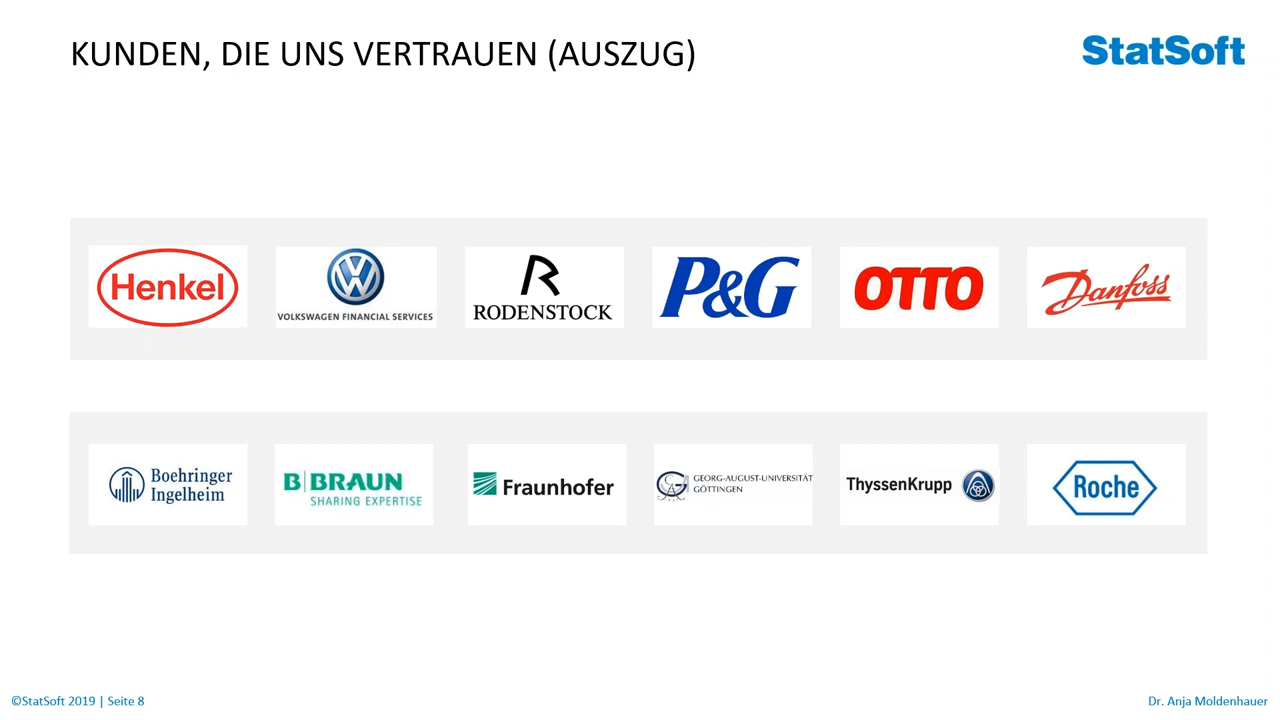 KUNDEN, DIE UNS VERTRAUEN (AUSZUG)
StatSoft
Henkel
VOLKSWAGEN FINANCIAL SERVICES
RODENSTOCK
P&G
OTTO
Danfoss
Boehringer
Ingelheim
B|BRAUN
SHARING EXPERTISE
Fraunhofer
GEORG-AUGUST-UNIVERSITÄT
GÖTTINGEN
ThyssenKrupp
Roche
©StatSoft 2019 | Seite 8
Dr. Anja Moldenhauer